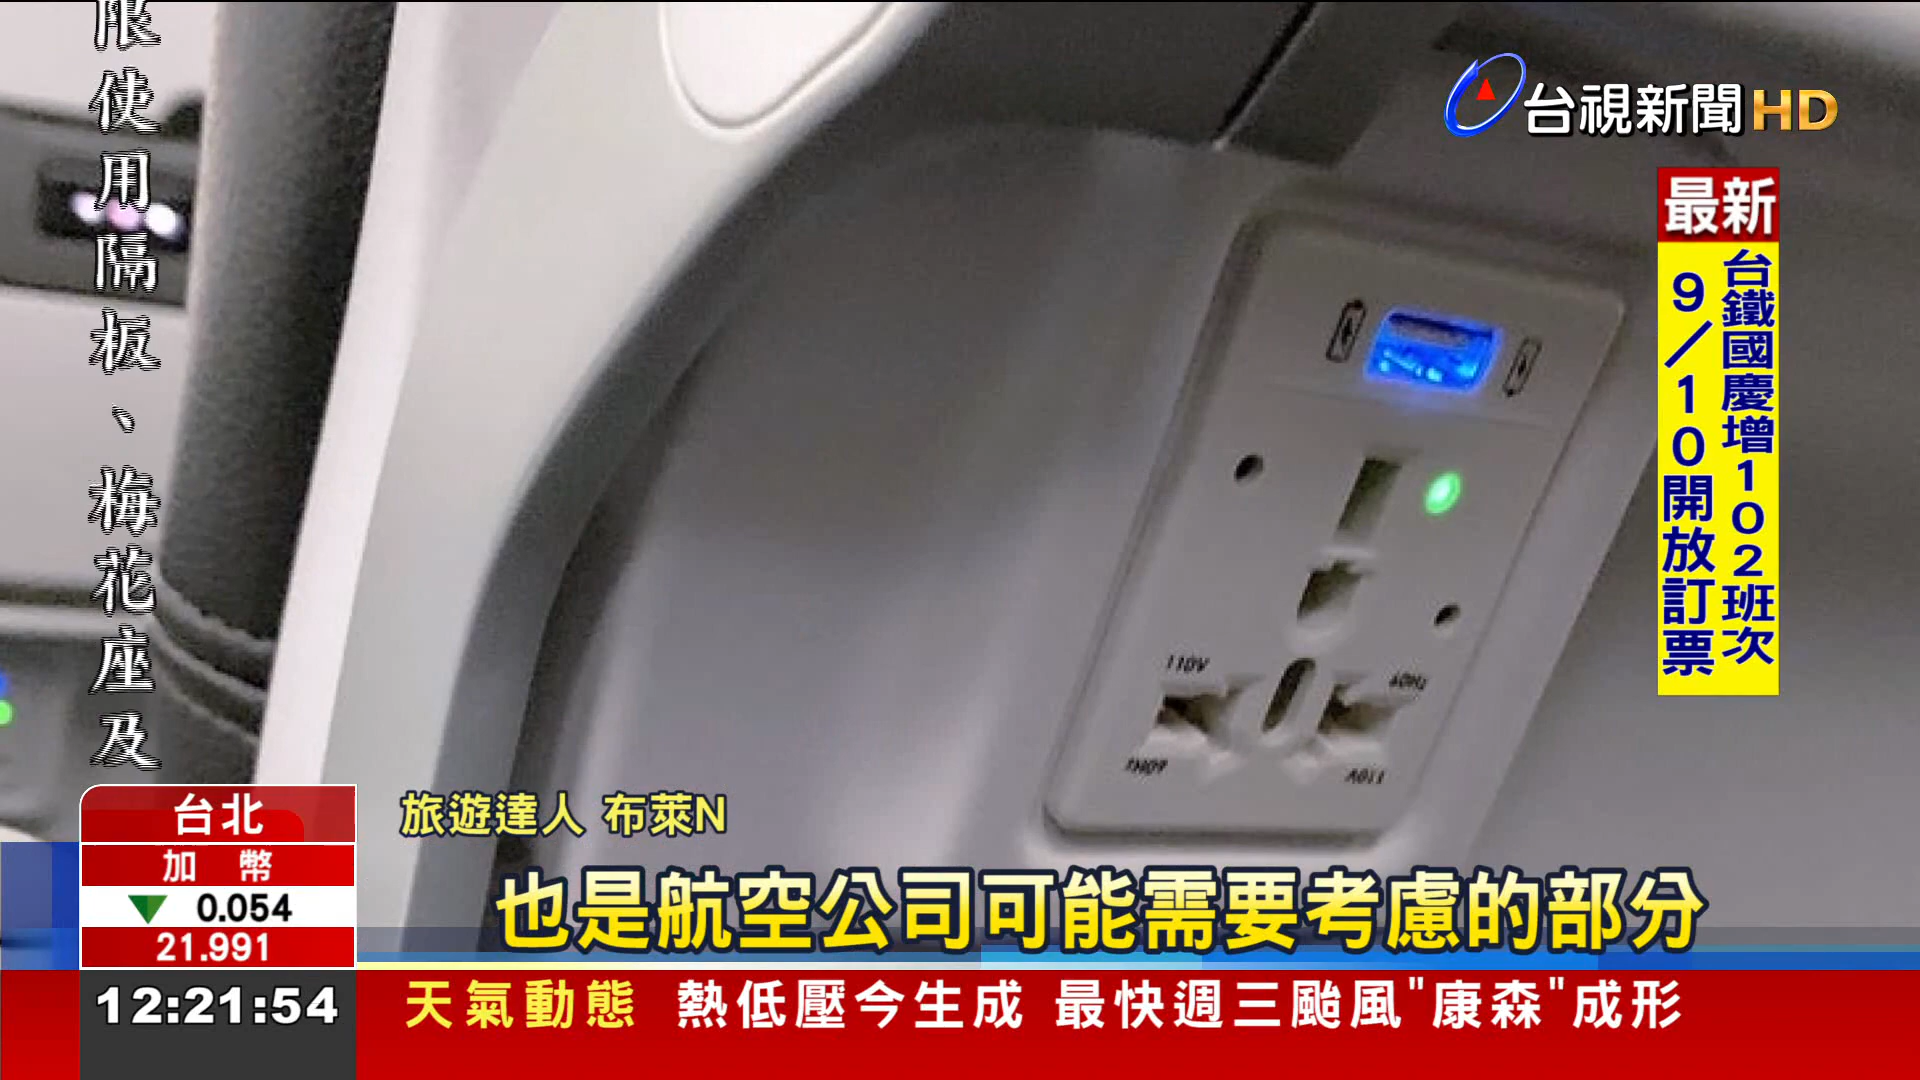 限使用隔板、梅花座及
台視新聞HD
最新
台鐵國慶增102班次
9/10開放訂票
110V
60Hz
60Hz
110V
台北
加幣
0.054
21.991
12:21:54
旅遊達人 布萊N
也是航空公司可能需要考慮的部分
天氣動態 熱低壓今生成 最快週三颱風"康森"成形